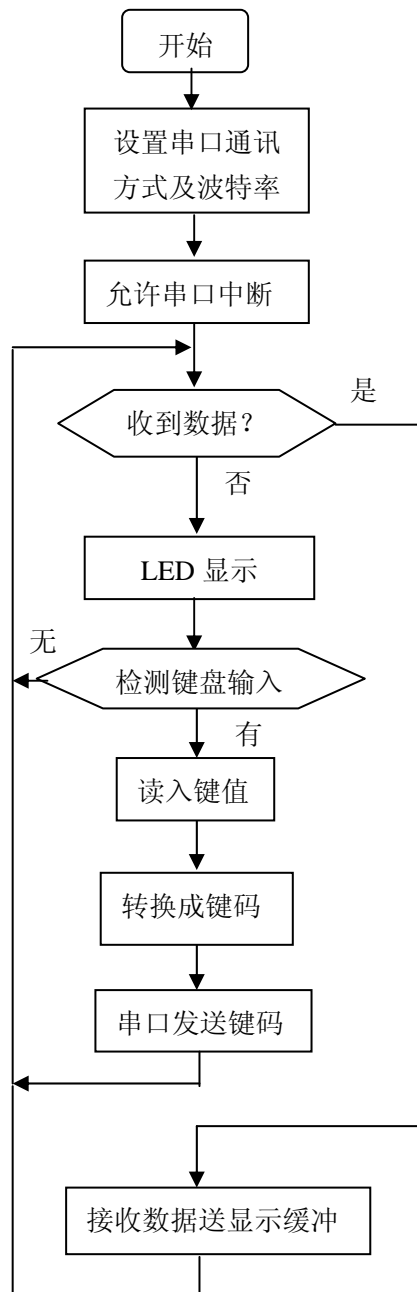 开始
设置串口通讯
方式及波特率
允许串口中断
是
收到数据？
否
LED 显示
无
检测键盘输入
有
读入键值
转换成键码
串口发送键码
接收数据送显示缓冲